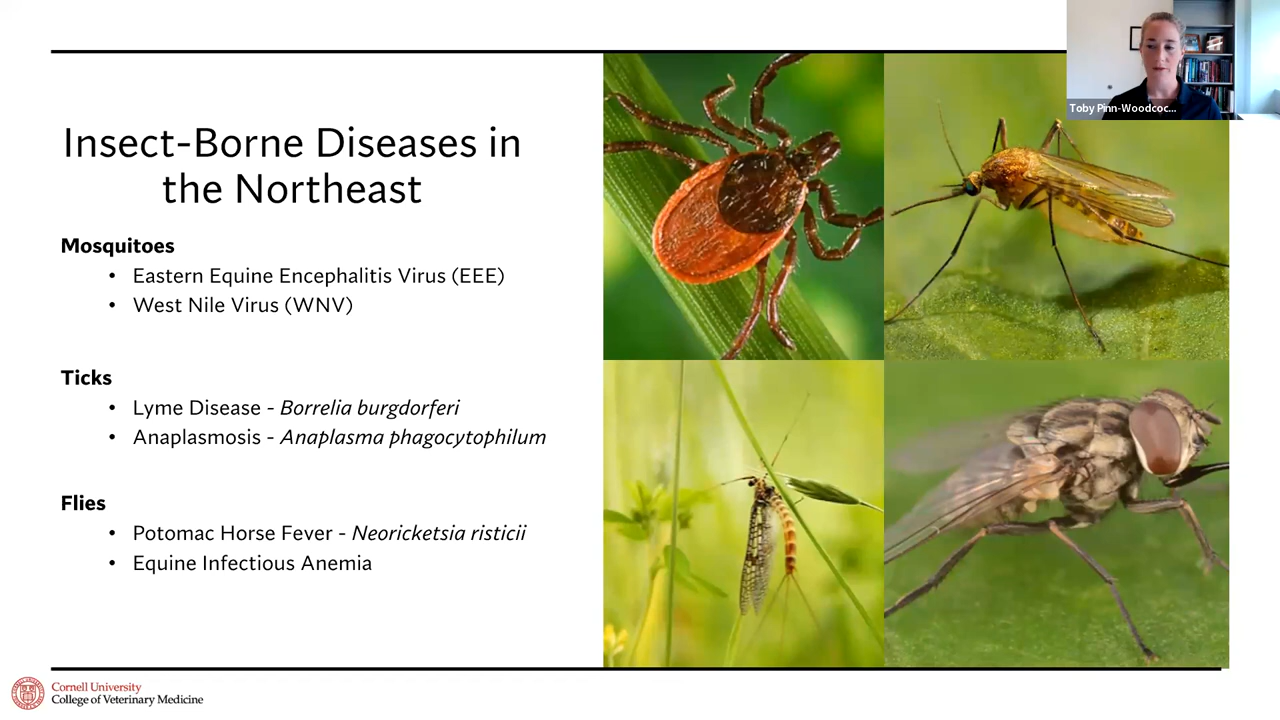 Toby Pinn-Woodcoc...
Insect-Borne Diseases in
the Northeast
Mosquitoes
• Eastern Equine Encephalitis Virus (EEE)
• West Nile Virus (WNV)
Ticks
• Lyme Disease - Borrelia burgdorferi
• Anaplasmosis - Anaplasma phagocytophilum
Flies
• Potomac Horse Fever - Neoricketsia risticii
• Equine Infectious Anemia
Cornell University
College of Veterinary Medicine